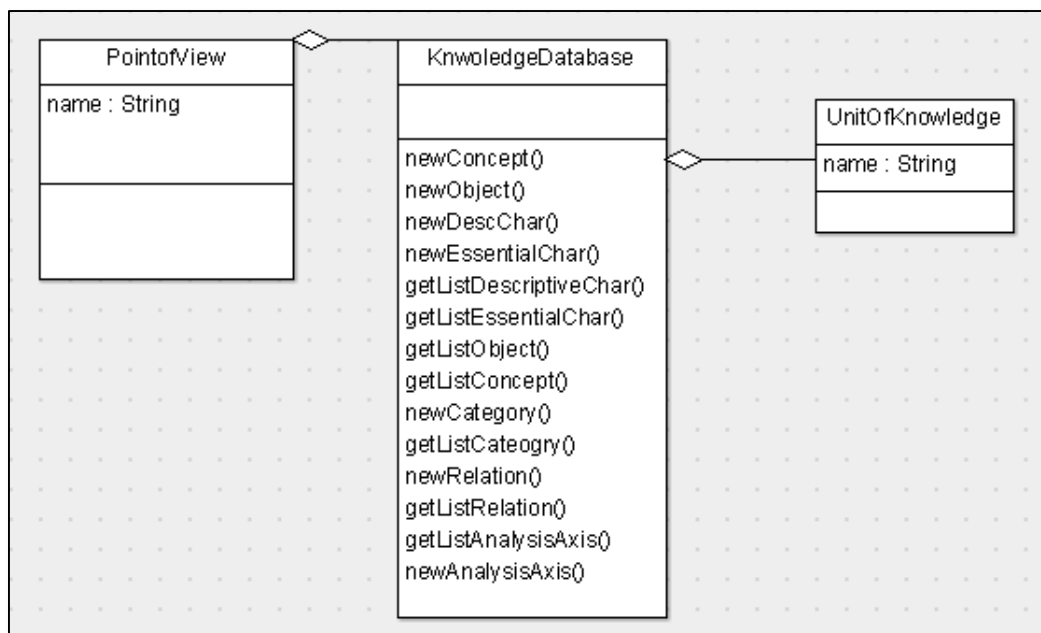 PointofView
name : String
KnwoledgeDatabase
newConcept()
newObject()
newDescChar()
newEssentialChar()
getListDescriptiveChar()
getListEssentialChar()
getListObject()
getListConcept()
newCategory()
getListCateogry()
newRelation()
getListRelation()
getListAnalysisAxis()
newAnalysisAxis()
UnitOfKnowledge
name : String